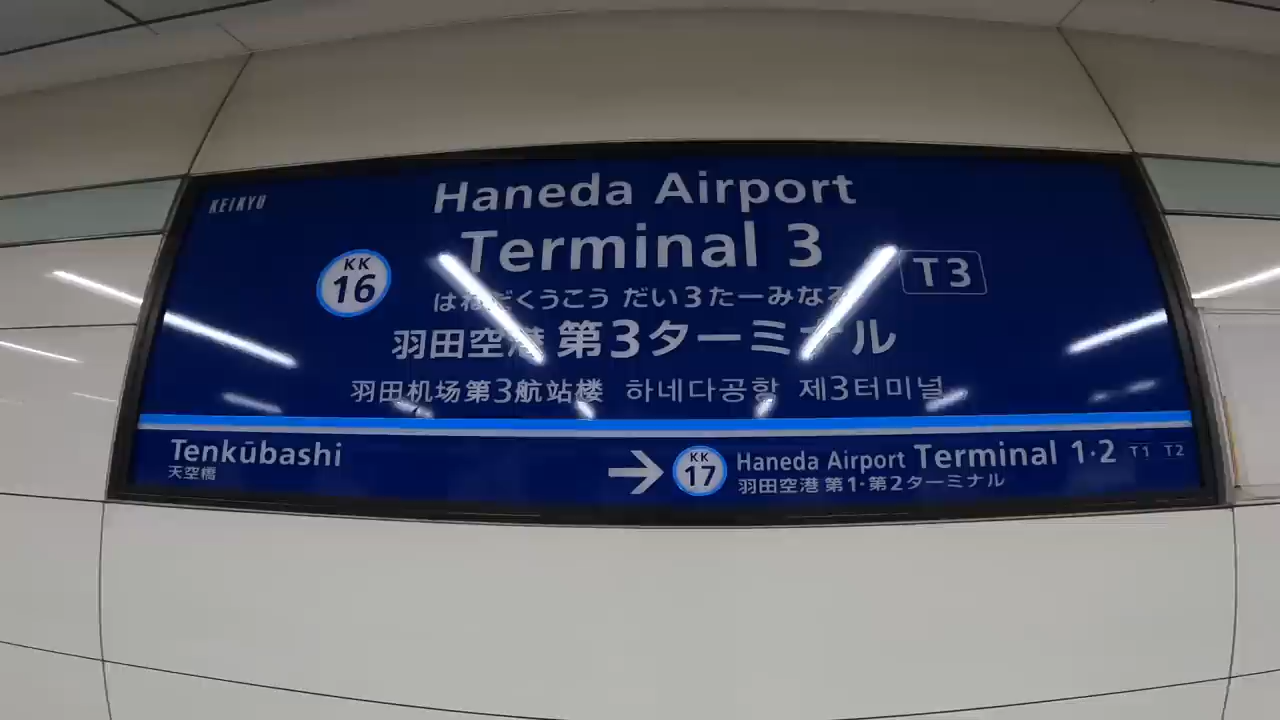 KEIKYU
Haneda Airport
Terminal 3
KK
16
T3
はねだくうこう だい3たーみなる
羽田空港 第3ターミナル
羽田机场第3航站楼 하네다공항 제3터미널
Tenkūbashi
天空橋
→
KK
17
Haneda Airport Terminal 1·2 T1 T2
羽田空港 第1·第2ターミナル